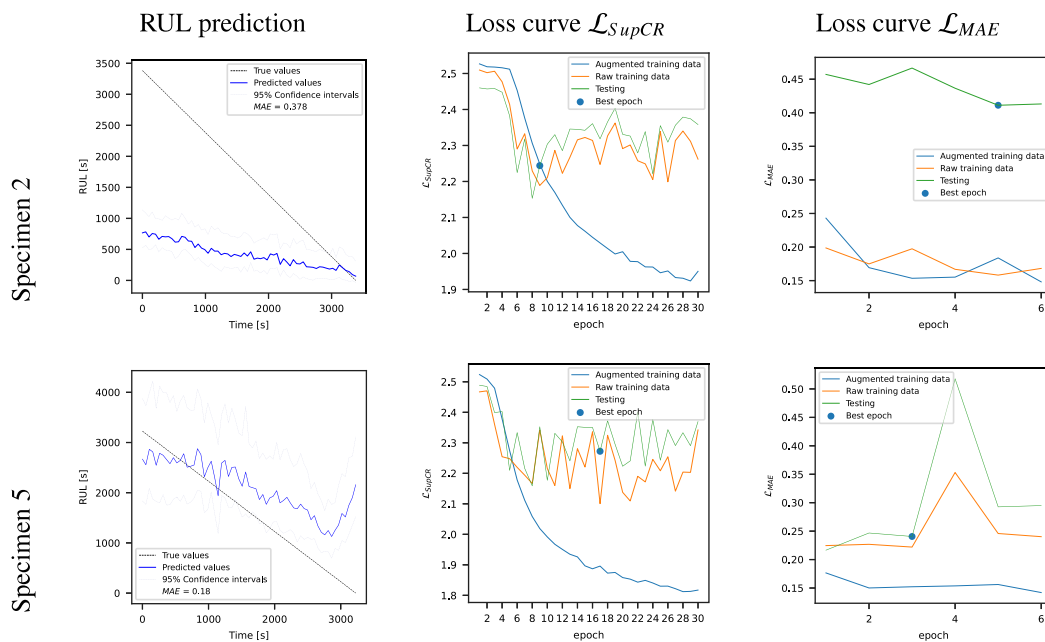 RUL prediction
Loss curve ℒ_SupCR
Loss curve ℒ_MAE
Specimen 2
3500
3000
2500
2000
1500
1000
500
0
RUL [s]
True values
Predicted values
95% Confidence intervals
MAE = 0.378
0 1000 2000 3000
Time [s]
2.5
2.4
2.3
2.2
2.1
2.0
1.9
ℒ_SupCR
Augmented training data
Raw training data
Testing
Best epoch
2 4 6 8 10 12 14 16 18 20 22 24 26 28 30
epoch
0.45
0.40
0.35
0.30
0.25
0.20
0.15
ℒ_MAE
Augmented training data
Raw training data
Testing
Best epoch
2 4 6
epoch
Specimen 5
4000
3000
2000
1000
0
RUL [s]
True values
Predicted values
95% Confidence intervals
MAE = 0.18
0 1000 2000 3000
Time [s]
2.5
2.4
2.3
2.2
2.1
2.0
1.9
1.8
ℒ_SupCR
Augmented training data
Raw training data
Testing
Best epoch
2 4 6 8 10 12 14 16 18 20 22 24 26 28 30
epoch
0.50
0.45
0.40
0.35
0.30
0.25
0.20
0.15
ℒ_MAE
Augmented training data
Raw training data
Testing
Best epoch
2 4 6
epoch